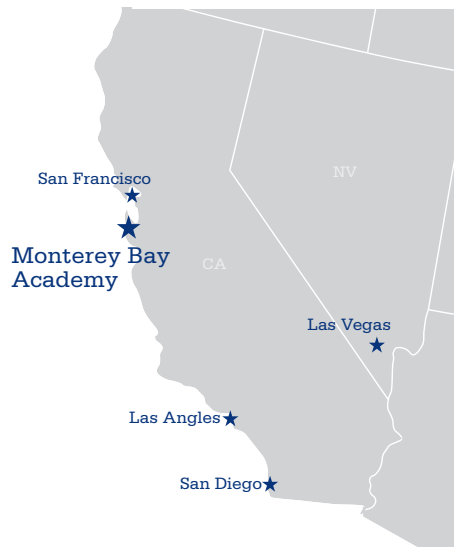 NV
San Francisco
Monterey Bay
Academy
CA
Las Vegas
Las Angles
San Diego